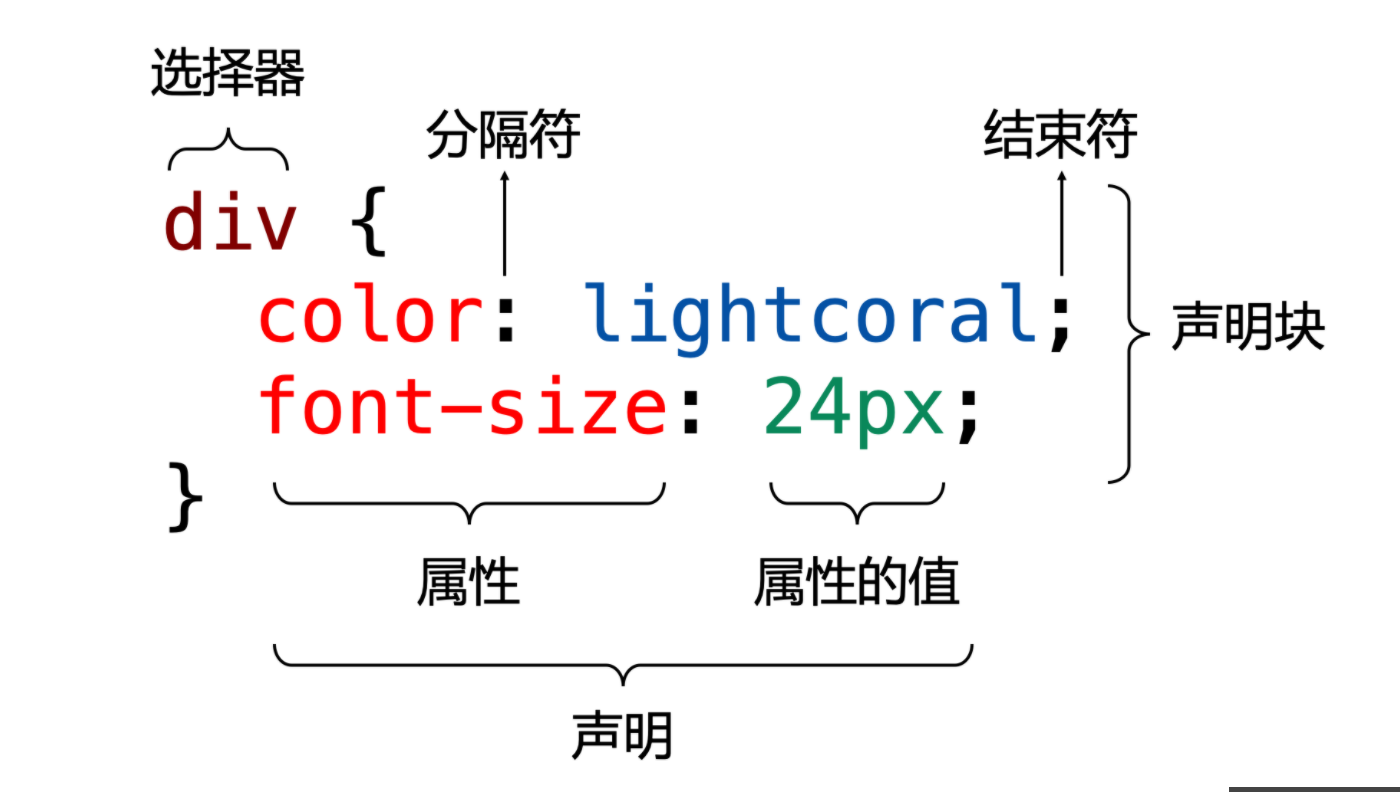 选择器
分隔符
结束符
div {
color: lightcoral;
声明块
font-size: 24px;
}
属性
属性的值
声明